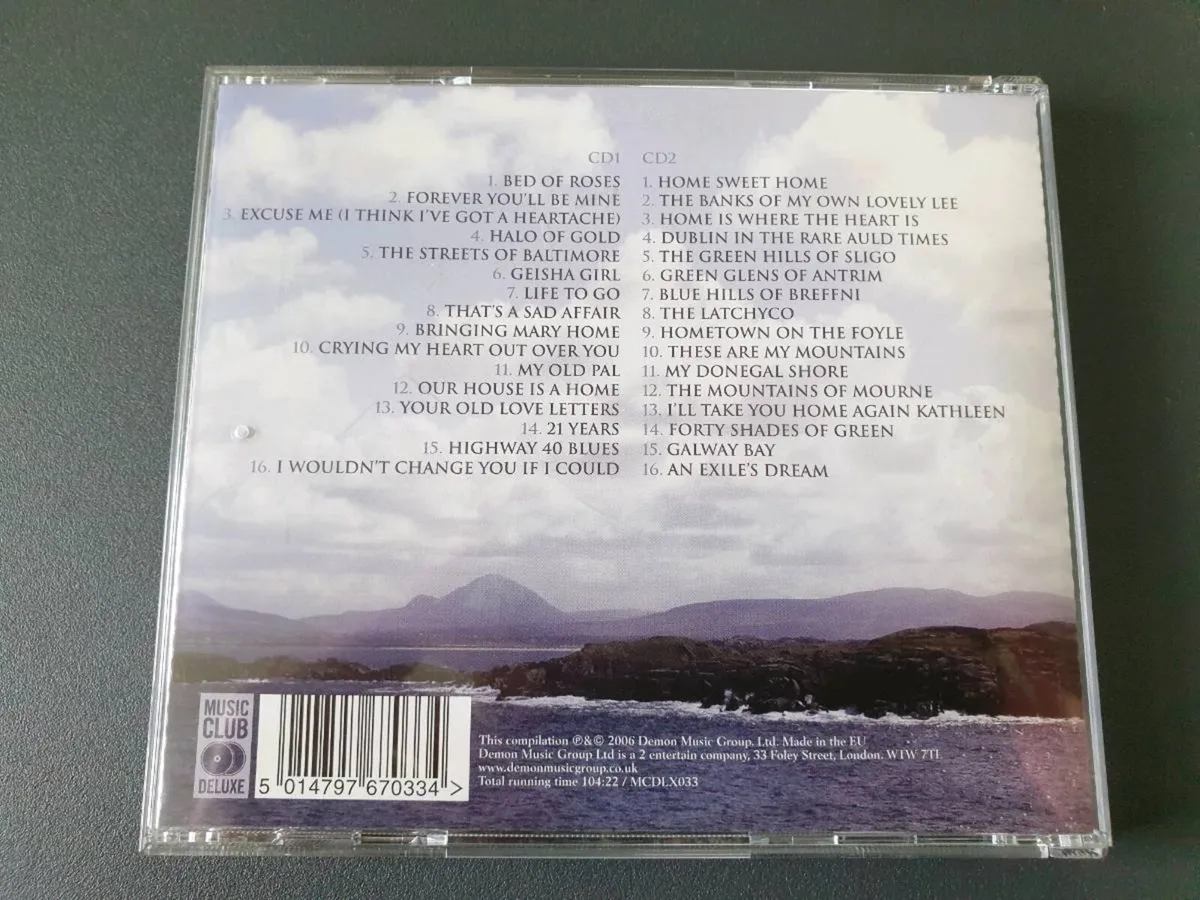 CD1
1. BED OF ROSES
2. FOREVER YOU'LL BE MINE
3. EXCUSE ME (I THINK I'VE GOT A HEARTACHE)
4. HALO OF GOLD
5. THE STREETS OF BALTIMORE
6. GEISHA GIRL
7. LIFE TO GO
8. THAT'S A SAD AFFAIR
9. BRINGING MARY HOME
10. CRYING MY HEART OUT OVER YOU
11. MY OLD PAL
12. OUR HOUSE IS A HOME
13. YOUR OLD LOVE LETTERS
14. 21 YEARS
15. HIGHWAY 40 BLUES
16. I WOULDN'T CHANGE YOU IF I COULD
CD2
1. HOME SWEET HOME
2. THE BANKS OF MY OWN LOVELY LEE
3. HOME IS WHERE THE HEART IS
4. DUBLIN IN THE RARE AULD TIMES
5. THE GREEN HILLS OF SLIGO
6. GREEN GLENS OF ANTRIM
7. BLUE HILLS OF BREFFNI
8. THE LATCHYCO
9. HOMETOWN ON THE FOYLE
10. THESE ARE MY MOUNTAINS
11. MY DONEGAL SHORE
12. THE MOUNTAINS OF MOURNE
13. I'LL TAKE YOU HOME AGAIN KATHLEEN
14. FORTY SHADES OF GREEN
15. GALWAY BAY
16. AN EXILE'S DREAM
MUSIC
CLUB
DELUXE
5 014797 670334 >
This compilation ℗&© 2006 Demon Music Group. Ltd. Made in the EU
Demon Music Group Ltd is a 2 entertain company, 33 Foley Street, London. W1W 7TL
www.demonmusicgroup.co.uk
Total running time 104:22 / MCDLX033